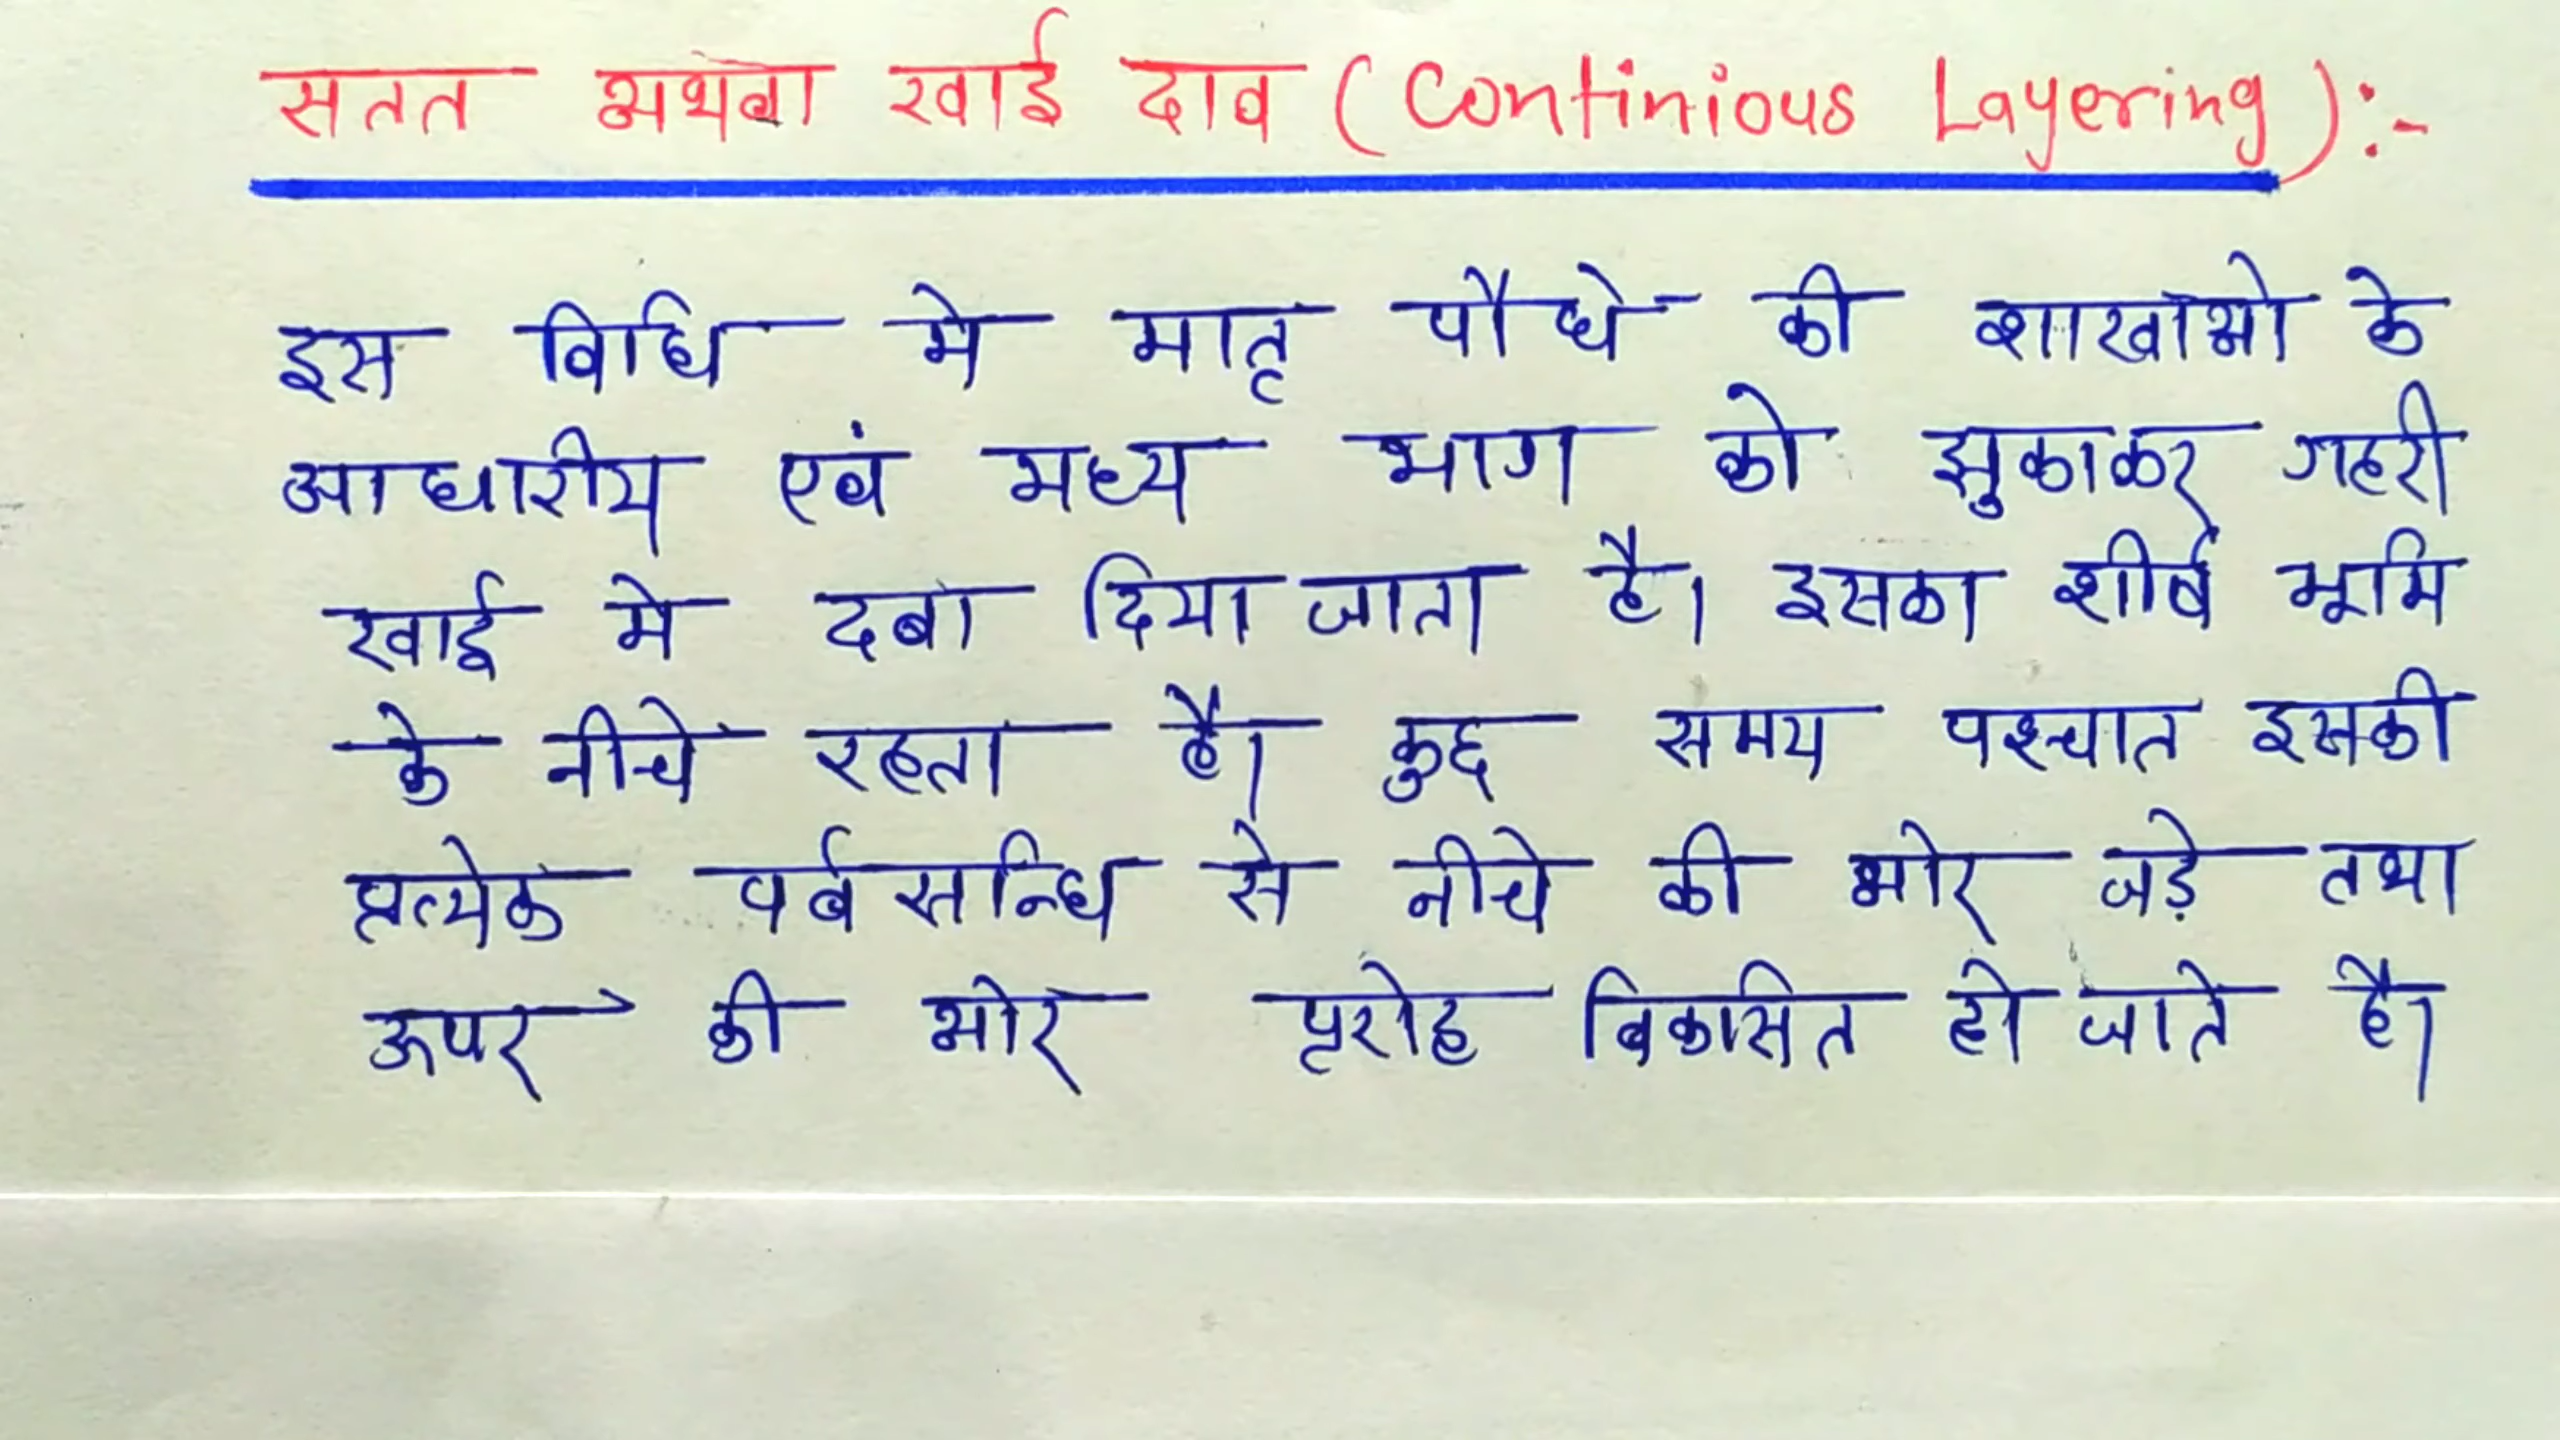 सतत अथवा खाई दाब (Continious Layering):-
इस विधि मे मातृ पौधे की शाखाओ के
आधारीय एवं मध्य भाग को झुकाकर गहरी
खाई मे दबा दिया जाता है। इसका शीर्ष भूमि
के नीचे रहता है। कुछ समय पश्चात इसकी
प्रत्येक पर्व सन्धि से नीचे की ओर जड़े तथा
ऊपर की ओर प्ररोह विकसित हो जाते है।